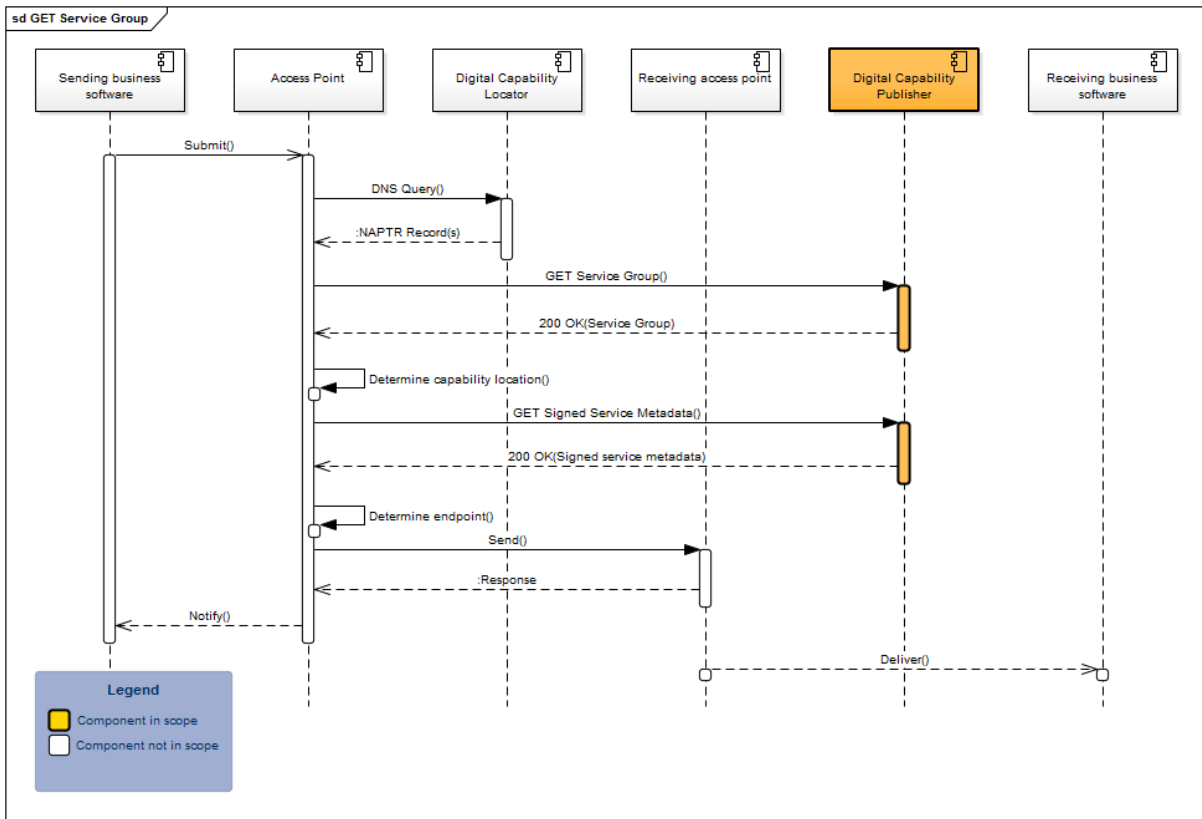 sd GET Service Group
Sending business
software
Access Point
Digital Capability
Locator
Receiving access point
Digital Capability
Publisher
Receiving business
software
Submit()
DNS Query()
:NAPTR Record(s)
GET Service Group()
200 OK(Service Group)
Determine capability location()
GET Signed Service Metadata()
200 OK(Signed service metadata)
Determine endpoint()
Send()
:Response
Notify()
Deliver()
Legend
Component in scope
Component not in scope